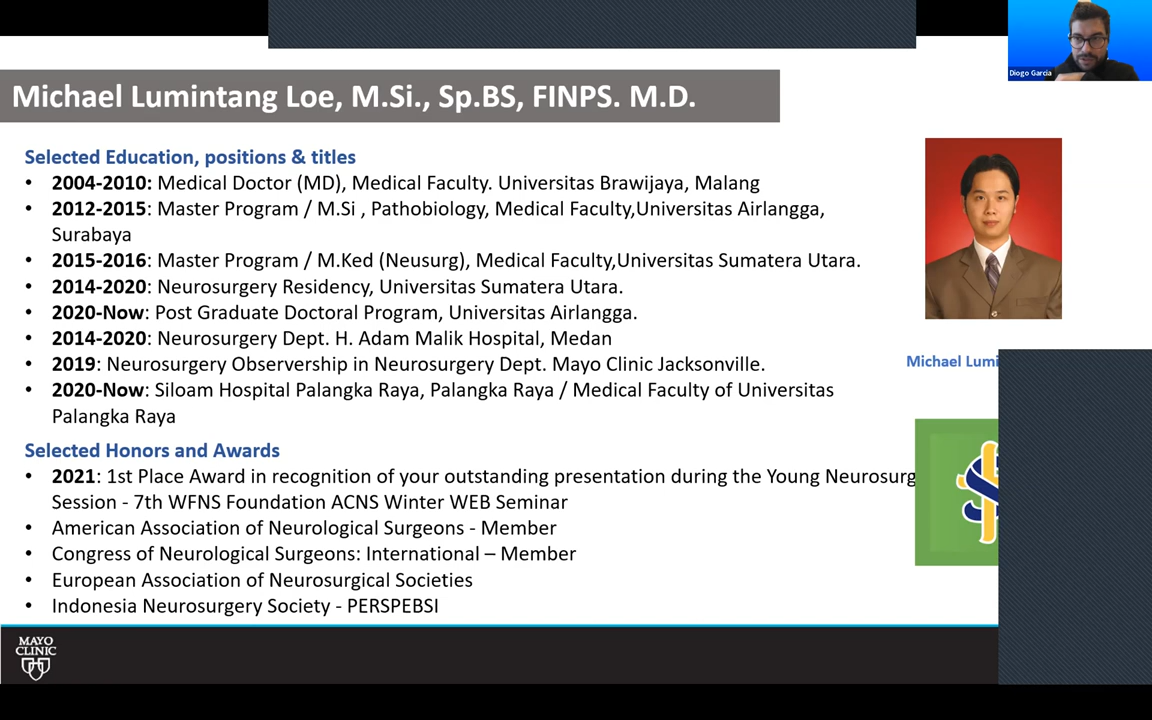 Diogo Garcia
Michael Lumintang Loe, M.Si., Sp.BS, FINPS. M.D.
Selected Education, positions & titles
• 2004-2010: Medical Doctor (MD), Medical Faculty. Universitas Brawijaya, Malang
• 2012-2015: Master Program / M.Si , Pathobiology, Medical Faculty,Universitas Airlangga,
Surabaya
• 2015-2016: Master Program / M.Ked (Neusurg), Medical Faculty,Universitas Sumatera Utara.
• 2014-2020: Neurosurgery Residency, Universitas Sumatera Utara.
• 2020-Now: Post Graduate Doctoral Program, Universitas Airlangga.
• 2014-2020: Neurosurgery Dept. H. Adam Malik Hospital, Medan
• 2019: Neurosurgery Observership in Neurosurgery Dept. Mayo Clinic Jacksonville.
• 2020-Now: Siloam Hospital Palangka Raya, Palangka Raya / Medical Faculty of Universitas
Palangka Raya
Michael Lumi
Selected Honors and Awards
• 2021: 1st Place Award in recognition of your outstanding presentation during the Young Neurosurg
Session - 7th WFNS Foundation ACNS Winter WEB Seminar
• American Association of Neurological Surgeons - Member
• Congress of Neurological Surgeons: International – Member
• European Association of Neurosurgical Societies
• Indonesia Neurosurgery Society - PERSPEBSI
MAYO
CLINIC